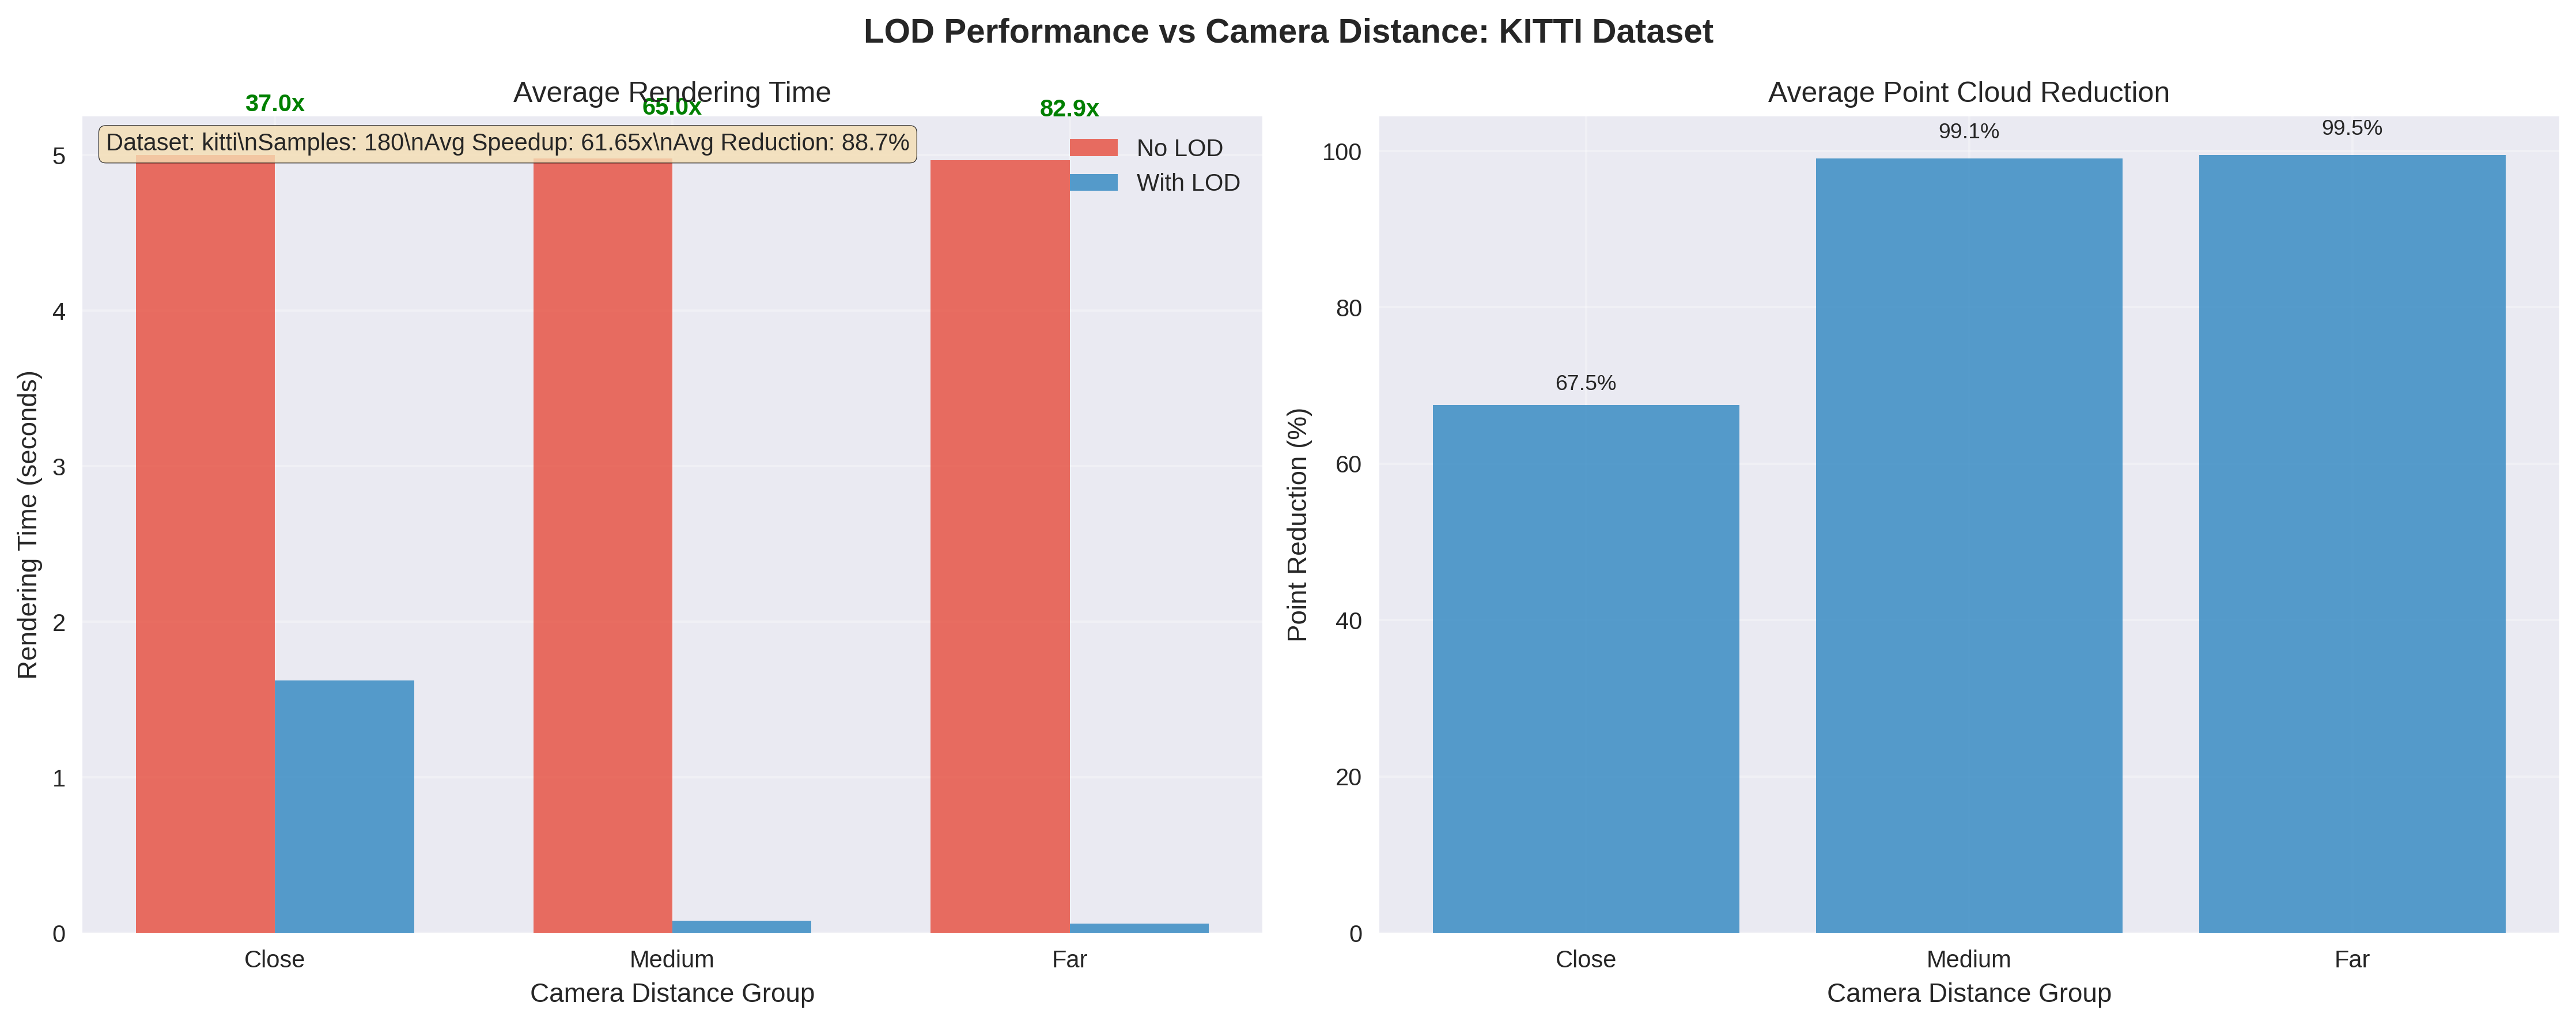 LOD Performance vs Camera Distance: KITTI Dataset
Average Rendering Time
37.0x
65.0x
82.9x
Dataset: kitti\nSamples: 180\nAvg Speedup: 61.65x\nAvg Reduction: 88.7%
No LOD
With LOD
Rendering Time (seconds)
5
4
3
2
1
0
Close Medium Far
Camera Distance Group
Average Point Cloud Reduction
67.5%
99.1%
99.5%
Point Reduction (%)
100
80
60
40
20
0
Close Medium Far
Camera Distance Group